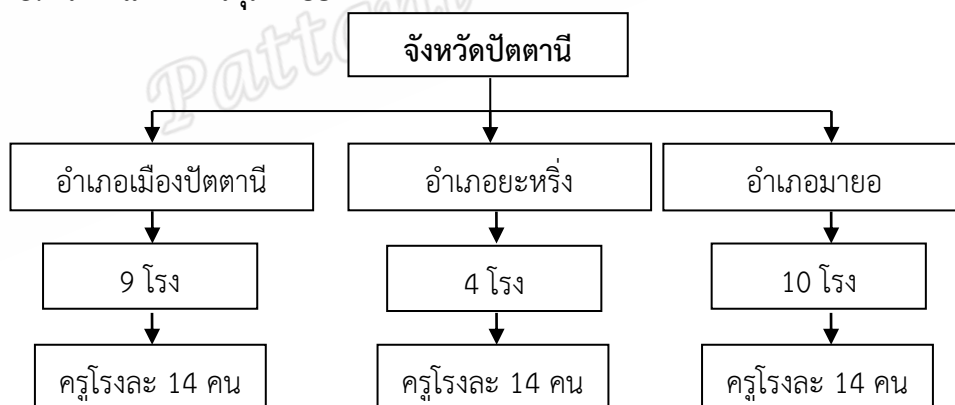 จังหวัดปัตตานี
อำเภอเมืองปัตตานี
อำเภอยะหริ่ง
อำเภอมายอ
9 โรง
4 โรง
10 โรง
ครูโรงละ 14 คน
ครูโรงละ 14 คน
ครูโรงละ 14 คน